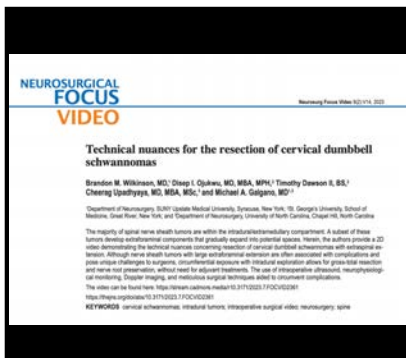 NEUROSURGICAL
FOCUS
VIDEO
Neurosurg Focus Video 9(2):V14, 2023
Technical nuances for the resection of cervical dumbbell
schwannomas
Brandon M. Wilkinson, MD,¹ Disep I. Ojukwu, MD, MBA, MPH,² Timothy Dawson II, BS,¹
Cheerag Upadhyaya, MD, MBA, MSc,³ and Michael A. Galgano, MD¹,³
¹Department of Neurosurgery, SUNY Upstate Medical University, Syracuse, New York; ²St. George's University, School of
Medicine, Great River, New York; and ³Department of Neurosurgery, University of North Carolina, Chapel Hill, North Carolina
The majority of spinal nerve sheath tumors are within the intradural/extramedullary compartment. A subset of these
tumors develop extraforaminal components that gradually expand into potential spaces. Herein, the authors provide a 2D
video demonstrating the technical nuances concerning resection of cervical dumbbell schwannomas with extraspinal ex-
tension. Although nerve sheath tumors with large extraforaminal extension are often associated with complications and
pose unique challenges to surgeons, circumferential exposure with intradural exploration allows for gross-total resection
and nerve root preservation, without need for adjuvant treatments. The use of intraoperative ultrasound, neurophysiologi-
cal monitoring, Doppler imaging, and meticulous surgical techniques aided to circumvent complications.
The video can be found here: https://stream.cadmore.media/r10.3171/2023.7.FOCVID2361
https://thejns.org/doi/abs/10.3171/2023.7.FOCVID2361
KEYWORDS cervical schwannomas; intradural tumors; intraoperative surgical video; neurosurgery; spine